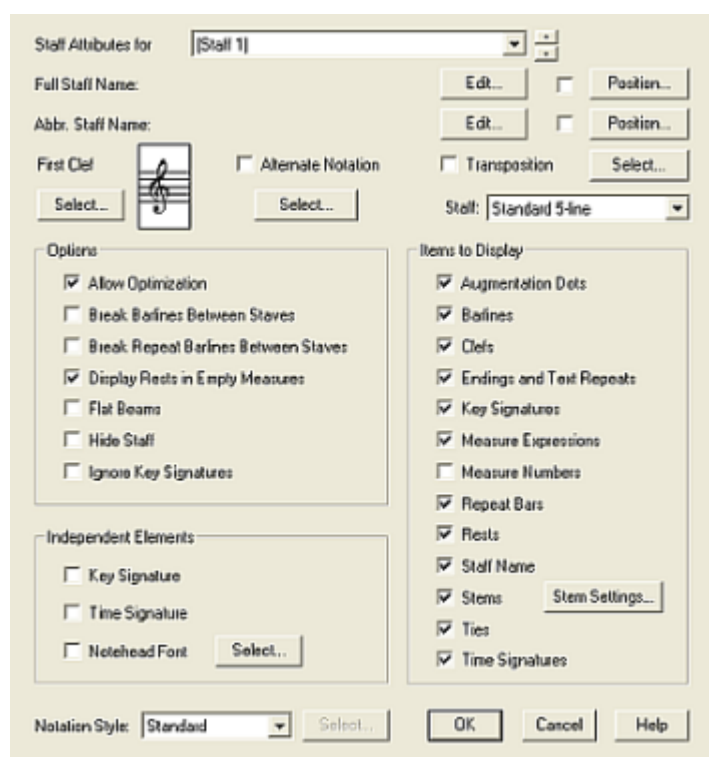 Staff Attributes for [Staff 1]
Full Staff Name: Edit... Position...
Abbr. Staff Name: Edit... Position...
First Clef Alternate Notation Transposition Select...
Select... Select... Staff: Standard 5-line
Options
Allow Optimization
Break Barlines Between Staves
Break Repeat Barlines Between Staves
Display Rests in Empty Measures
Flat Beams
Hide Staff
Ignore Key Signatures
Independent Elements
Key Signature
Time Signature
Notehead Font Select...
Items to Display
Augmentation Dots
Barlines
Clefs
Endings and Text Repeats
Key Signatures
Measure Expressions
Measure Numbers
Repeat Bars
Rests
Staff Name
Stems Stem Settings...
Ties
Time Signatures
Notation Style: Standard Select... OK Cancel Help